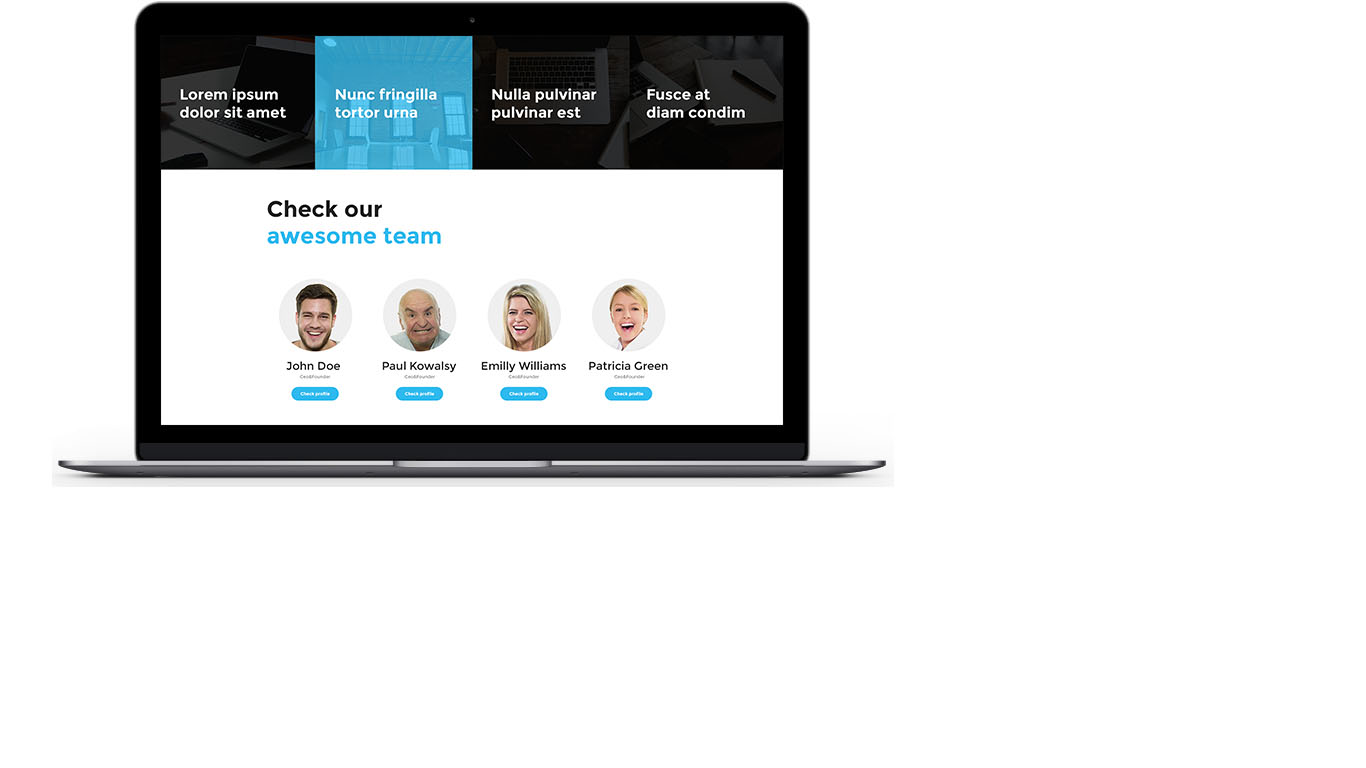 Lorem ipsum
dolor sit amet
Nunc fringilla
tortor urna
Nulla pulvinar
pulvinar est
Fusce at
diam condim
Check our
awesome team
John Doe
Ceo&Founder
Check profile
Paul Kowalsy
Ceo&Founder
Check profile
Emilly Williams
Ceo&Founder
Check profile
Patricia Green
Ceo&Founder
Check profile